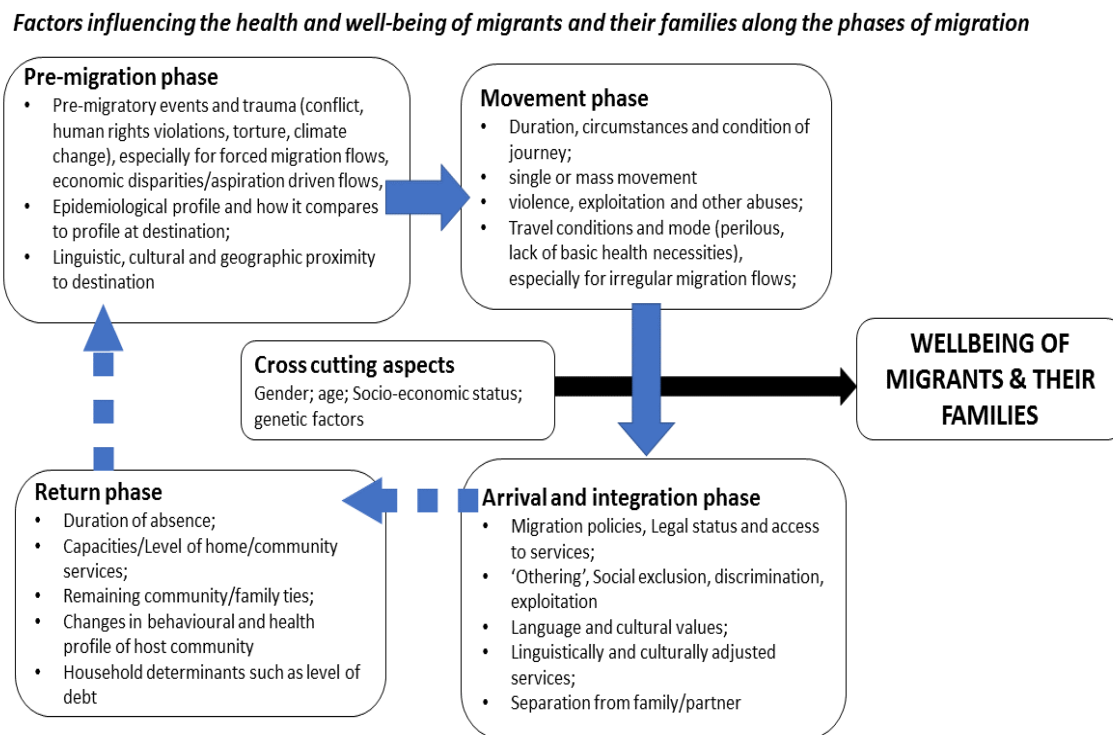 Factors influencing the health and well-being of migrants and their families along the phases of migration
Pre-migration phase
• Pre-migratory events and trauma (conflict,
human rights violations, torture, climate
change), especially for forced migration flows,
economic disparities/aspiration driven flows,
• Epidemiological profile and how it compares
to profile at destination;
• Linguistic, cultural and geographic proximity
to destination
Movement phase
• Duration, circumstances and condition of
journey;
• single or mass movement
• violence, exploitation and other abuses;
• Travel conditions and mode (perilous,
lack of basic health necessities),
especially for irregular migration flows;
Cross cutting aspects
Gender; age; Socio-economic status;
genetic factors
WELLBEING OF
MIGRANTS & THEIR
FAMILIES
Return phase
• Duration of absence;
• Capacities/Level of home/community
services;
• Remaining community/family ties;
• Changes in behavioural and health
profile of host community
• Household determinants such as level of
debt
Arrival and integration phase
• Migration policies, Legal status and access
to services;
• ‘Othering’, Social exclusion, discrimination,
exploitation
• Language and cultural values;
• Linguistically and culturally adjusted
services;
• Separation from family/partner